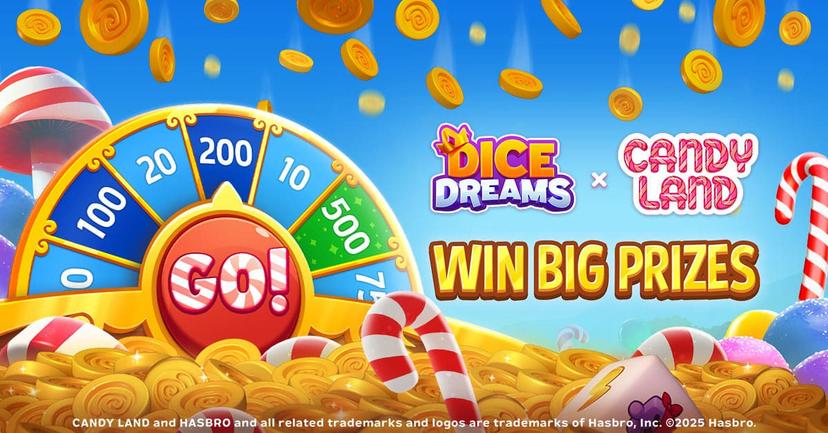 DICE
DREAMS
×
CANDY
LAND
WIN BIG PRIZES
100
20
200
10
500
GO!
CANDY LAND and HASBRO and all related trademarks and logos are trademarks of Hasbro, Inc. ©2025 Hasbro.